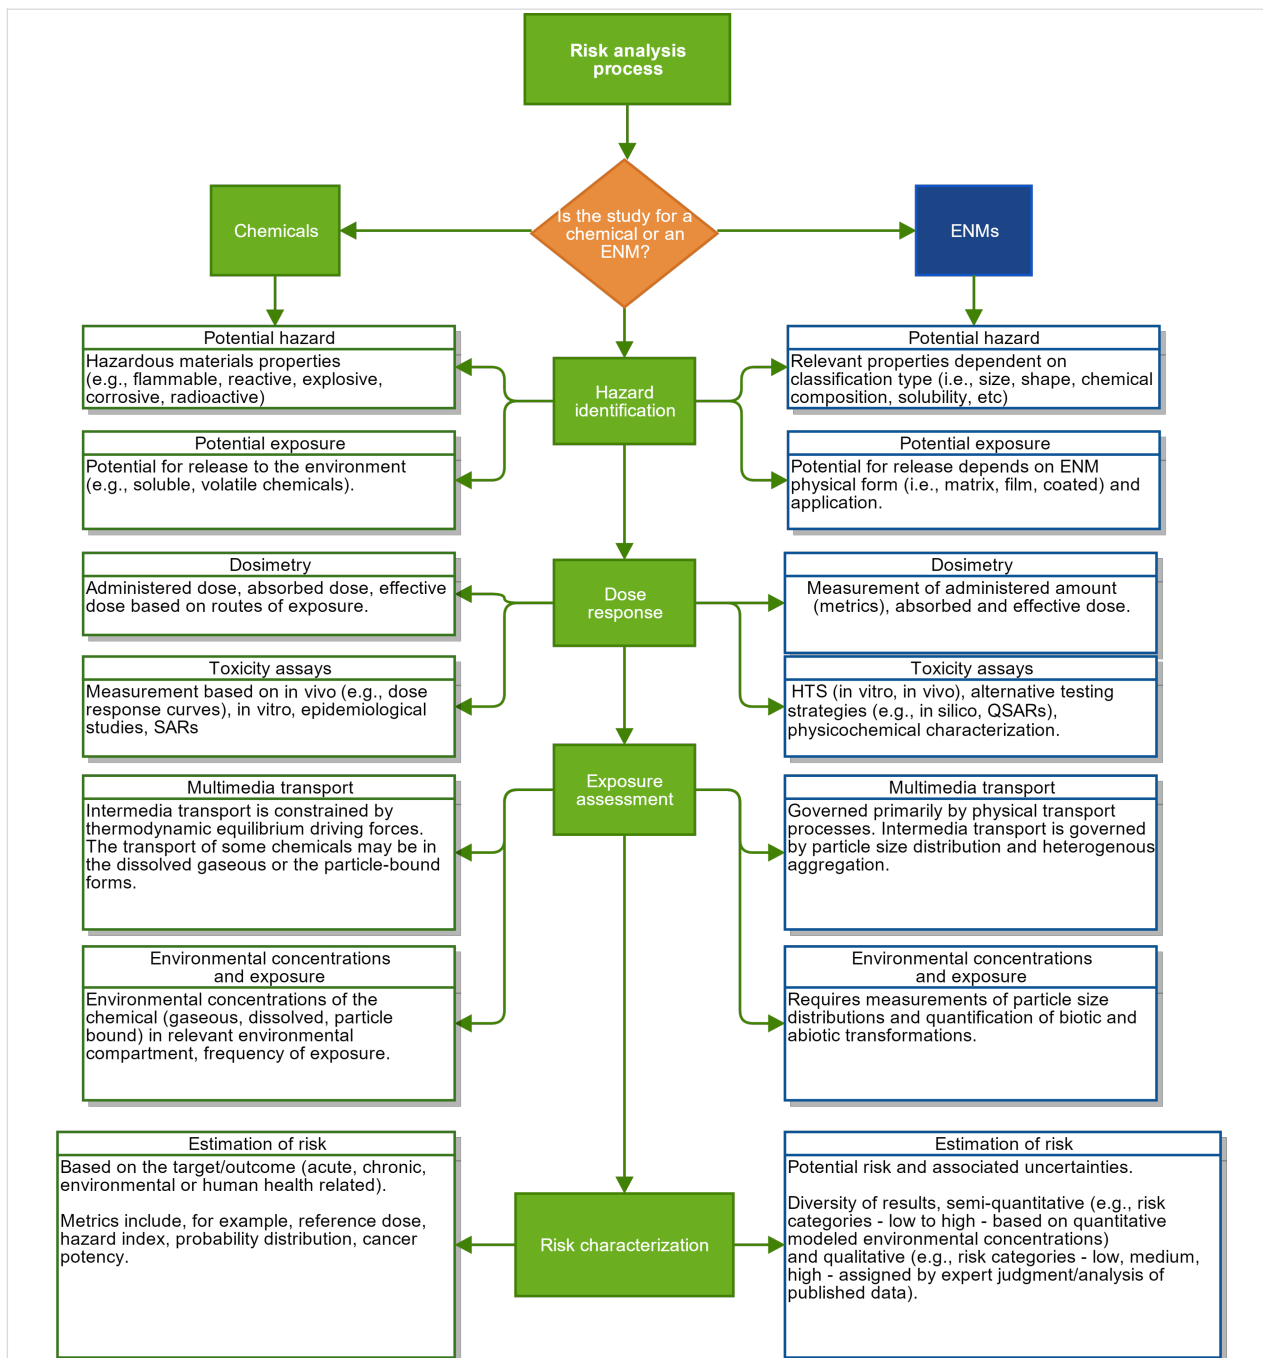 Risk analysis
process
Is the study for a
chemical or an
ENM?
Chemicals
ENMs
Potential hazard
Hazardous materials properties
(e.g., flammable, reactive, explosive,
corrosive, radioactive)
Hazard
identification
Potential hazard
Relevant properties dependent on
classification type (i.e., size, shape, chemical
composition, solubility, etc)
Potential exposure
Potential for release to the environment
(e.g., soluble, volatile chemicals).
Potential exposure
Potential for release depends on ENM
physical form (i.e., matrix, film, coated) and
application.
Dosimetry
Administered dose, absorbed dose, effective
dose based on routes of exposure.
Dose
response
Dosimetry
Measurement of administered amount
(metrics), absorbed and effective dose.
Toxicity assays
Measurement based on in vivo (e.g., dose
response curves), in vitro, epidemiological
studies, SARs
Toxicity assays
HTS (in vitro, in vivo), alternative testing
strategies (e.g., in silico, QSARs),
physicochemical characterization.
Exposure
assessment
Multimedia transport
Intermedia transport is constrained by
thermodynamic equilibrium driving forces.
The transport of some chemicals may be in
the dissolved gaseous or the particle-bound
forms.
Multimedia transport
Governed primarily by physical transport
processes. Intermedia transport is governed
by particle size distribution and heterogenous
aggregation.
Environmental concentrations
and exposure
Environmental concentrations of the
chemical (gaseous, dissolved, particle
bound) in relevant environmental
compartment, frequency of exposure.
Environmental concentrations
and exposure
Requires measurements of particle size
distributions and quantification of biotic and
abiotic transformations.
Estimation of risk
Based on the target/outcome (acute, chronic,
environmental or human health related).
Metrics include, for example, reference dose,
hazard index, probability distribution, cancer
potency.
Risk characterization
Estimation of risk
Potential risk and associated uncertainties.
Diversity of results, semi-quantitative (e.g., risk
categories - low to high - based on quantitative
modeled environmental concentrations)
and qualitative (e.g., risk categories - low, medium,
high - assigned by expert judgment/analysis of
published data).